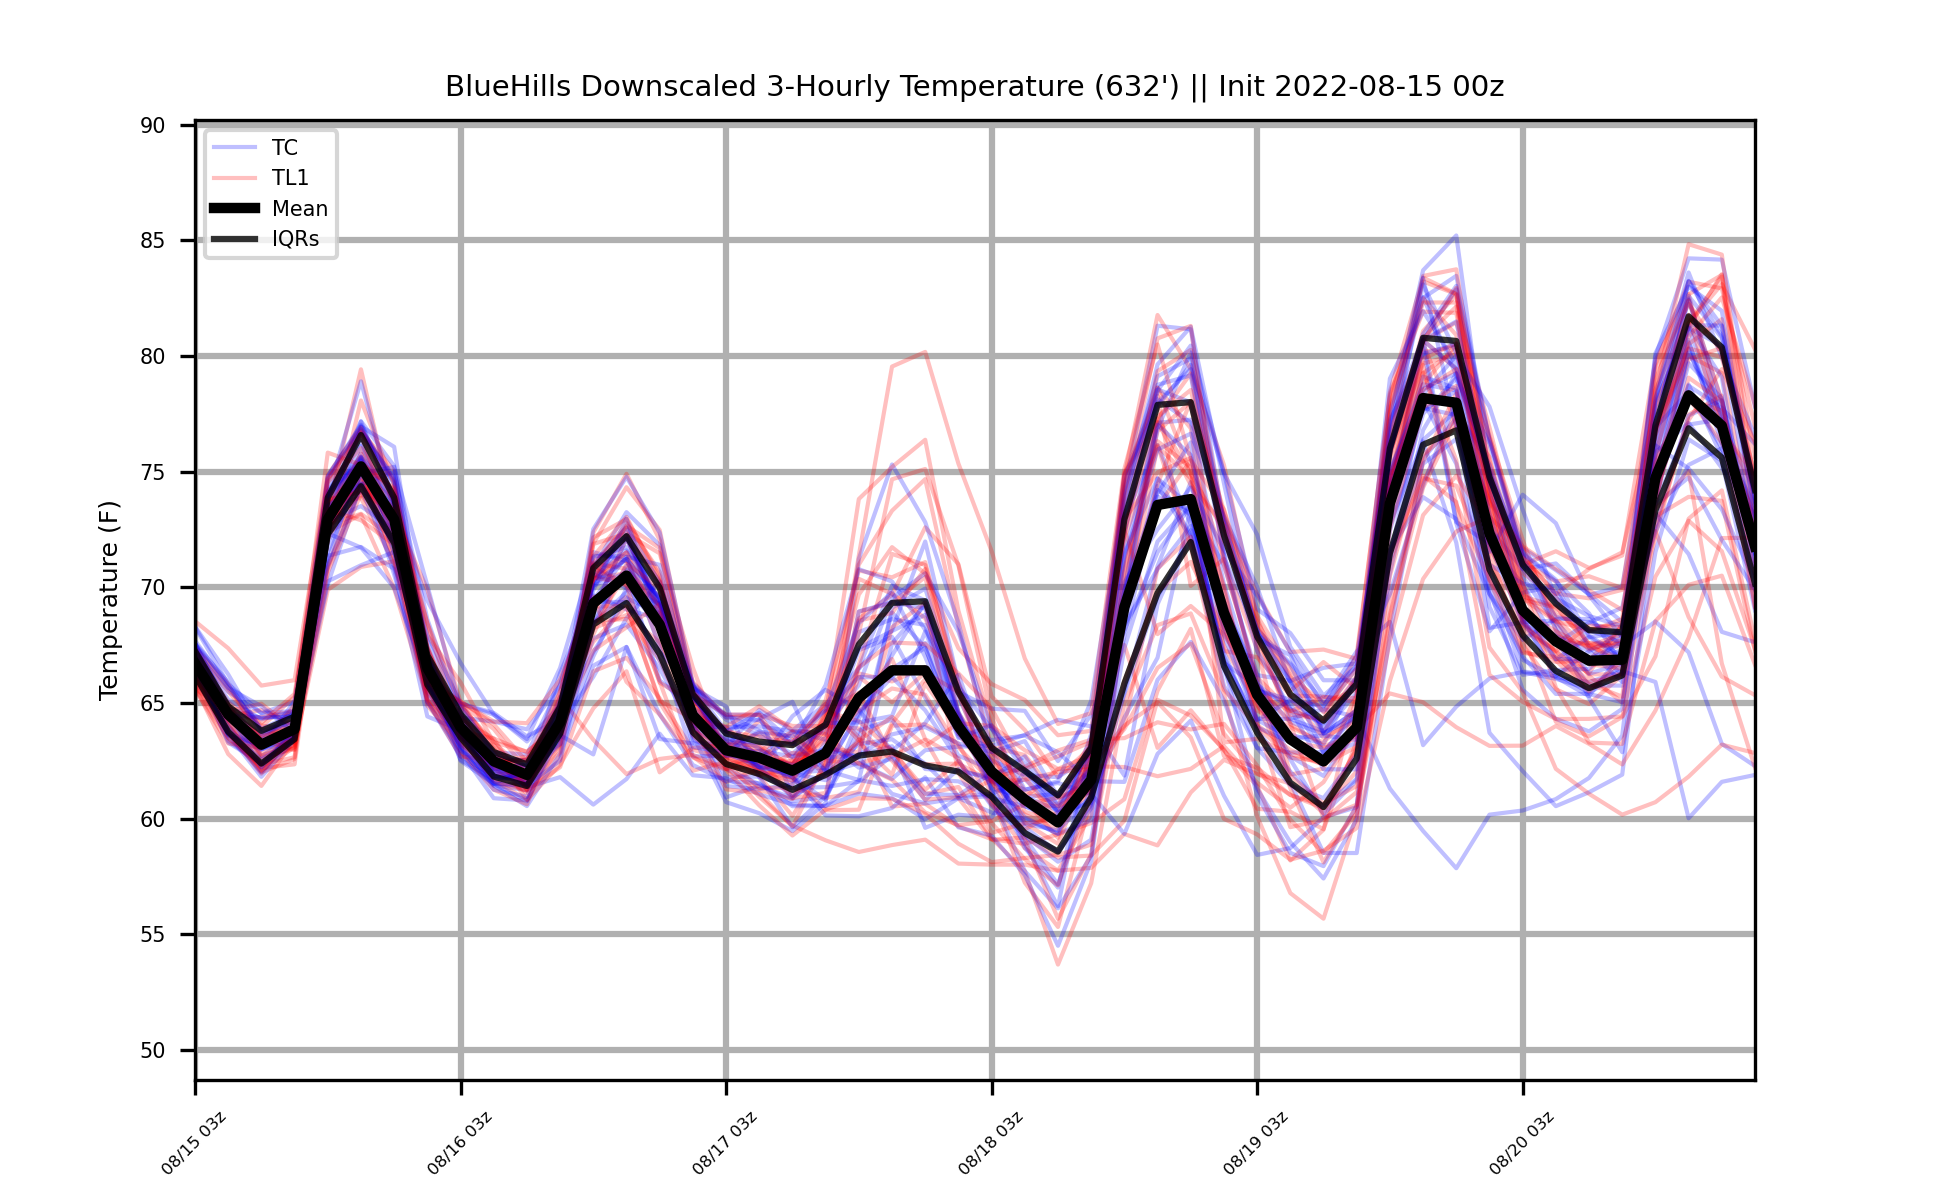 BlueHills Downscaled 3-Hourly Temperature (632') || Init 2022-08-15 00z
TC
TL1
Mean
IQRs
Temperature (F)
90
85
80
75
70
65
60
55
50
08/15 03z
08/16 03z
08/17 03z
08/18 03z
08/19 03z
08/20 03z